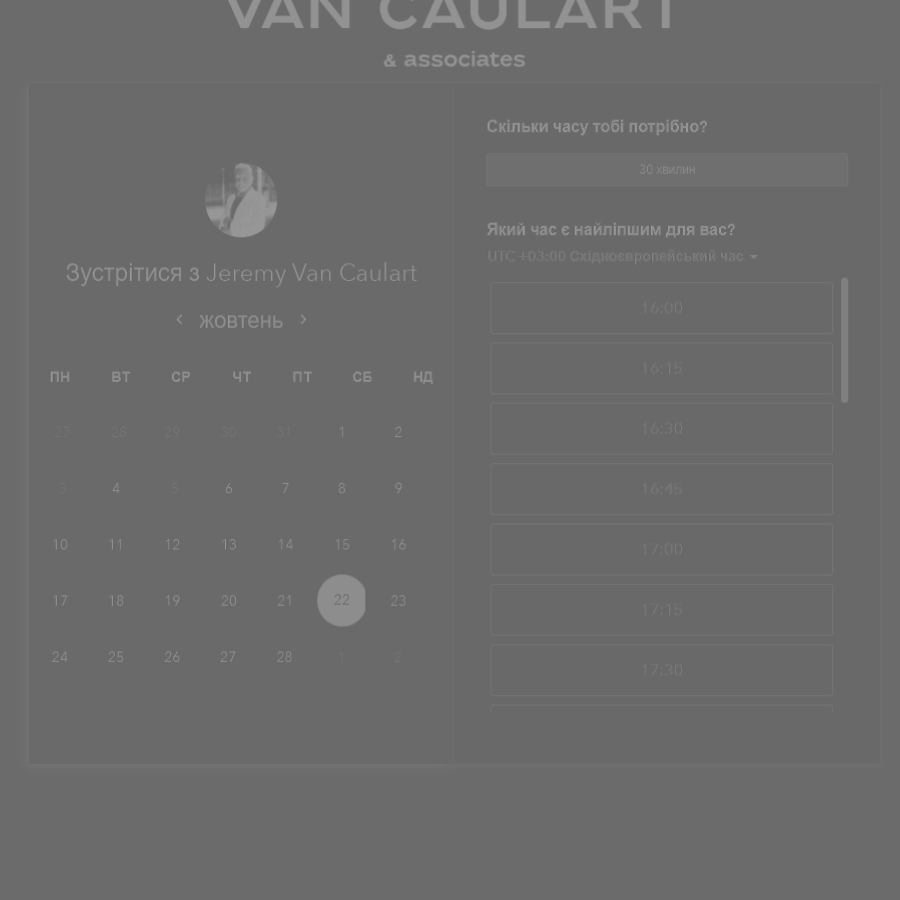 VAN CAULART
& associates
Зустрітися з Jeremy Van Caulart
жовтень
ПН ВТ СР ЧТ ПТ СБ НД
27 28 29 30 31 1 2
3 4 5 6 7 8 9
10 11 12 13 14 15 16
17 18 19 20 21 22 23
24 25 26 27 28 1 2
Скільки часу тобі потрібно?
30 хвилин
Який час є найліпшим для вас?
UTC +03:00 Східноєвропейський час
16:00
16:15
16:30
16:45
17:00
17:15
17:30